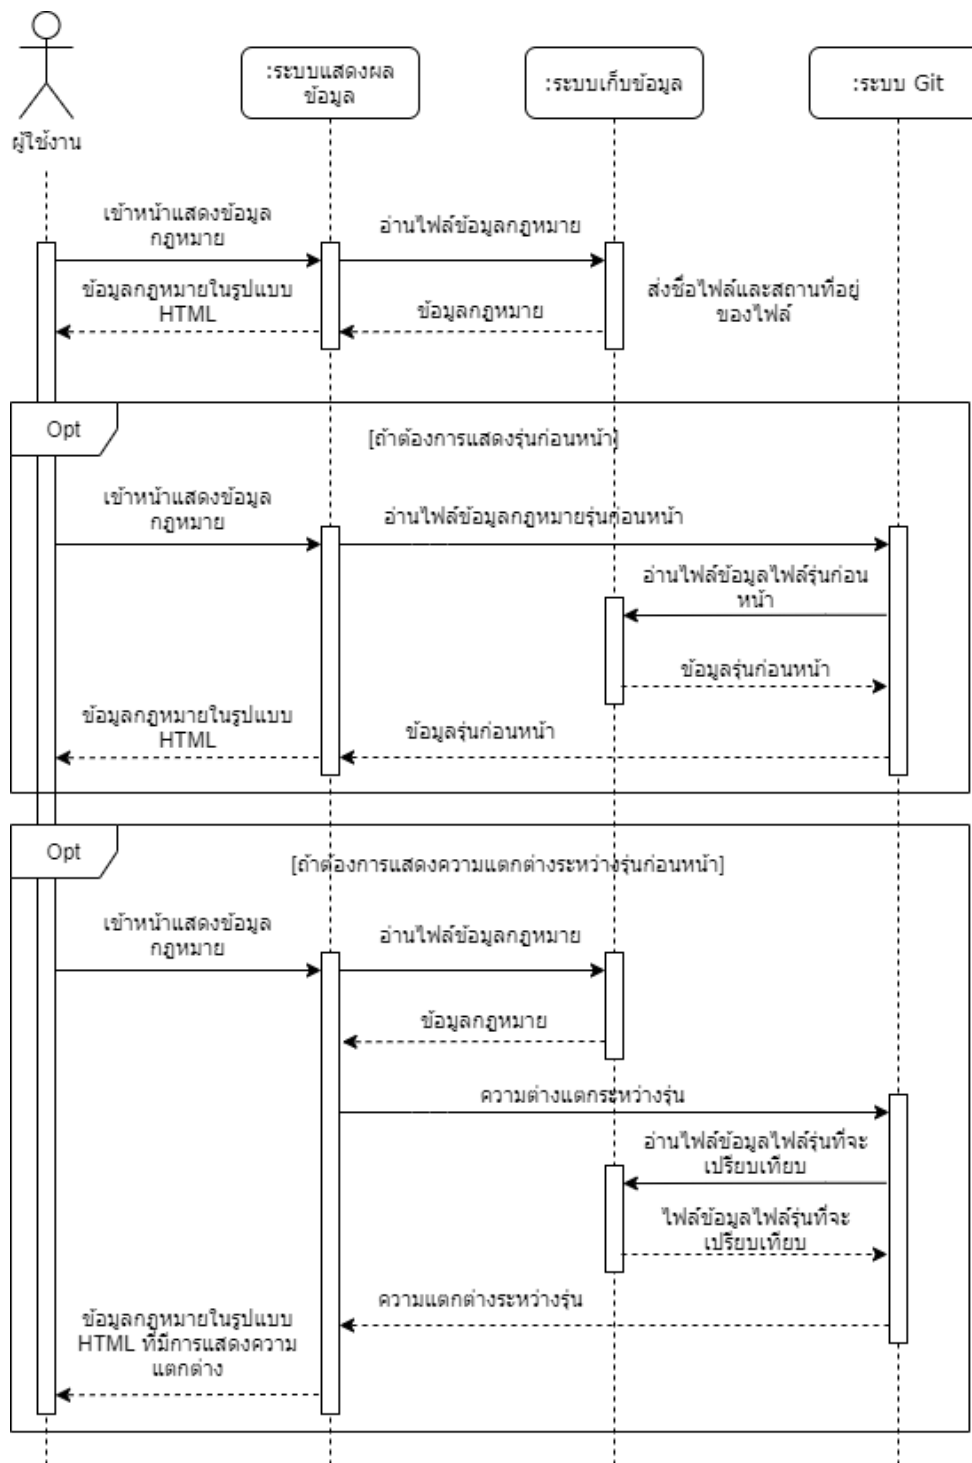 ผู้ใช้งาน
:ระบบแสดงผล
ข้อมูล
:ระบบเก็บข้อมูล
:ระบบ Git
เข้าหน้าแสดงข้อมูล
กฎหมาย
อ่านไฟล์ข้อมูลกฎหมาย
ข้อมูลกฎหมายในรูปแบบ
HTML
ข้อมูลกฎหมาย
ส่งชื่อไฟล์และสถานที่อยู่
ของไฟล์
Opt
[ถ้าต้องการแสดงรุ่นก่อนหน้า]
เข้าหน้าแสดงข้อมูล
กฎหมาย
อ่านไฟล์ข้อมูลกฎหมายรุ่นก่อนหน้า
อ่านไฟล์ข้อมูลไฟล์รุ่นก่อน
หน้า
ข้อมูลรุ่นก่อนหน้า
ข้อมูลกฎหมายในรูปแบบ
HTML
ข้อมูลรุ่นก่อนหน้า
Opt
[ถ้าต้องการแสดงความแตกต่างระหว่างรุ่นก่อนหน้า]
เข้าหน้าแสดงข้อมูล
กฎหมาย
อ่านไฟล์ข้อมูลกฎหมาย
ข้อมูลกฎหมาย
ความต่างแตกระหว่างรุ่น
อ่านไฟล์ข้อมูลไฟล์รุ่นที่จะ
เปรียบเทียบ
ไฟล์ข้อมูลไฟล์รุ่นที่จะ
เปรียบเทียบ
ความแตกต่างระหว่างรุ่น
ข้อมูลกฎหมายในรูปแบบ
HTML ที่มีการแสดงความ
แตกต่าง